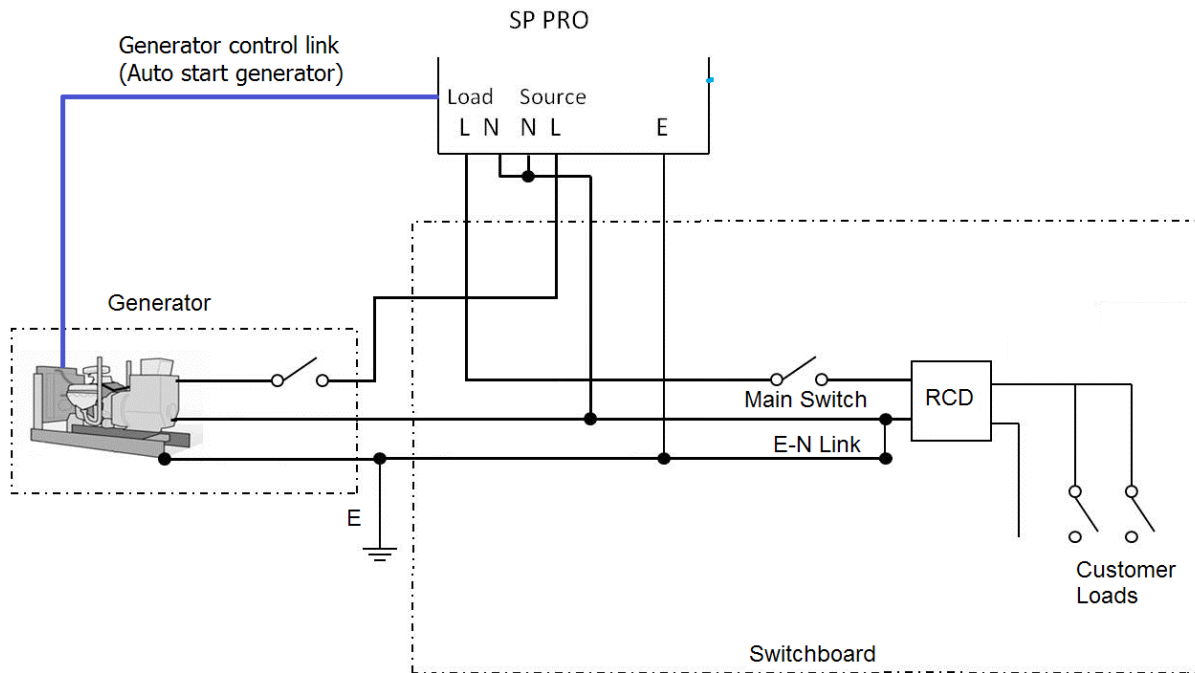 SP PRO
Generator control link
(Auto start generator)
Load Source
L N N L E
Generator
Main Switch
RCD
E-N Link
E
Customer
Loads
Switchboard